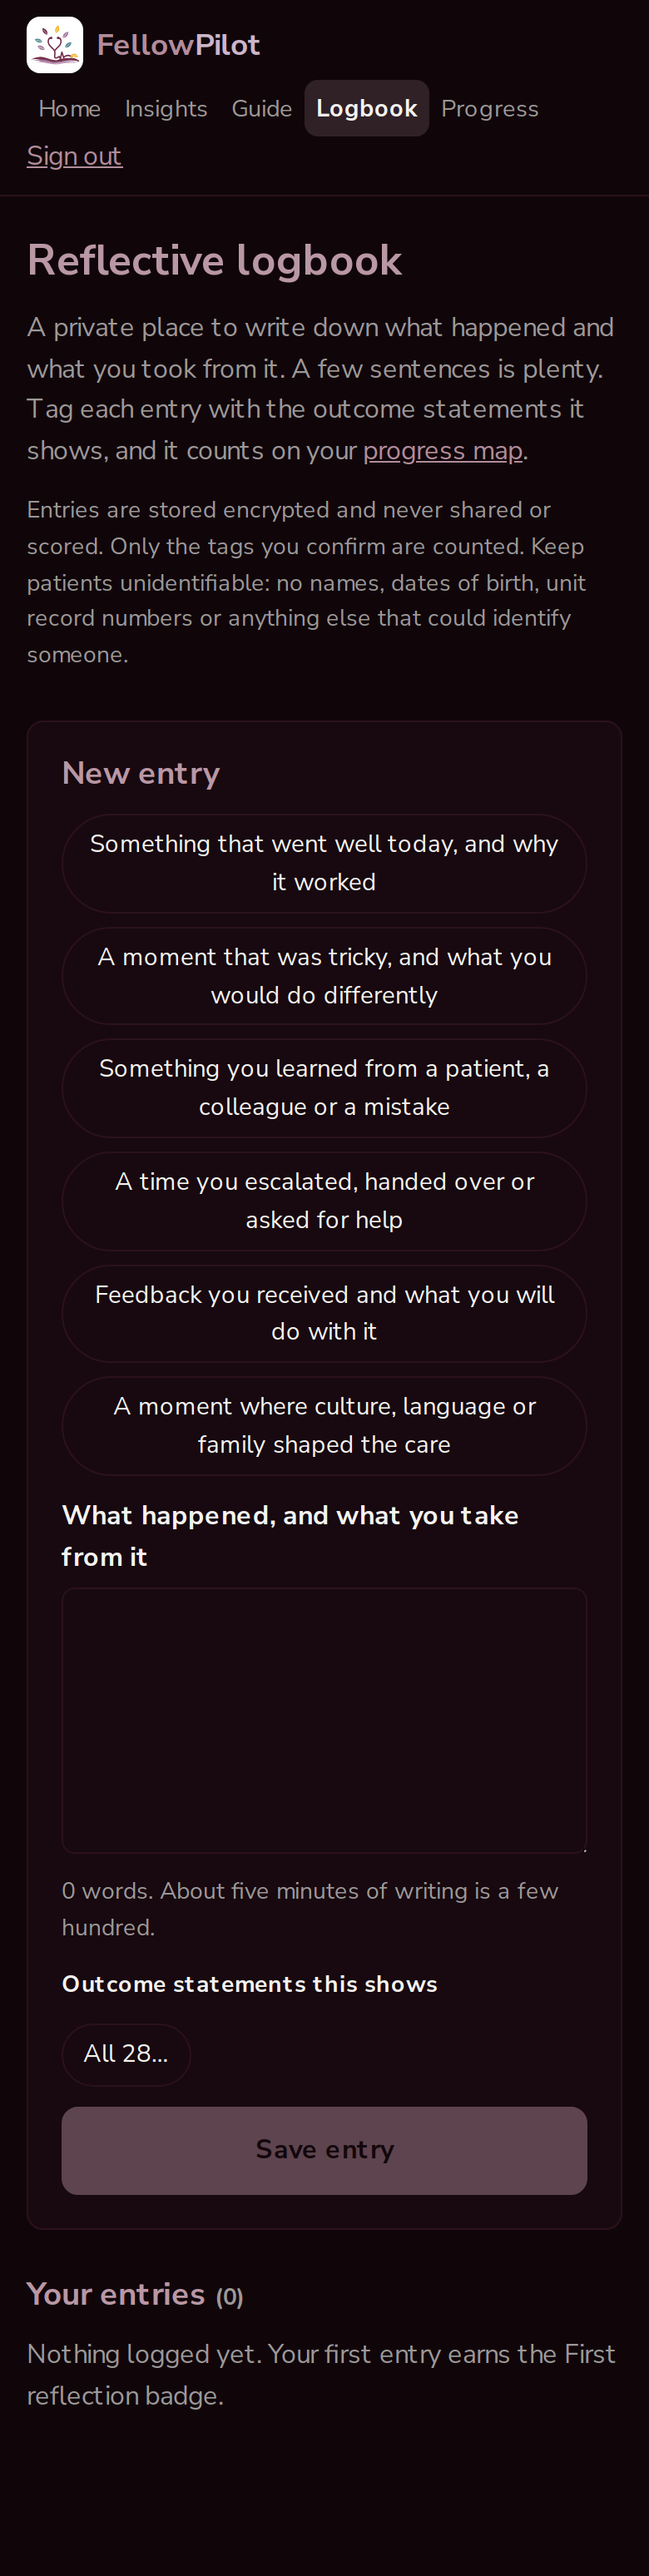 FellowPilot
Home Insights Guide Logbook Progress
Sign out
Reflective logbook
A private place to write down what happened and
what you took from it. A few sentences is plenty.
Tag each entry with the outcome statements it
shows, and it counts on your progress map.
Entries are stored encrypted and never shared or
scored. Only the tags you confirm are counted. Keep
patients unidentifiable: no names, dates of birth, unit
record numbers or anything else that could identify
someone.
New entry
Something that went well today, and why
it worked
A moment that was tricky, and what you
would do differently
Something you learned from a patient, a
colleague or a mistake
A time you escalated, handed over or
asked for help
Feedback you received and what you will
do with it
A moment where culture, language or
family shaped the care
What happened, and what you take
from it
0 words. About five minutes of writing is a few
hundred.
Outcome statements this shows
All 28...
Save entry
Your entries (0)
Nothing logged yet. Your first entry earns the First
reflection badge.